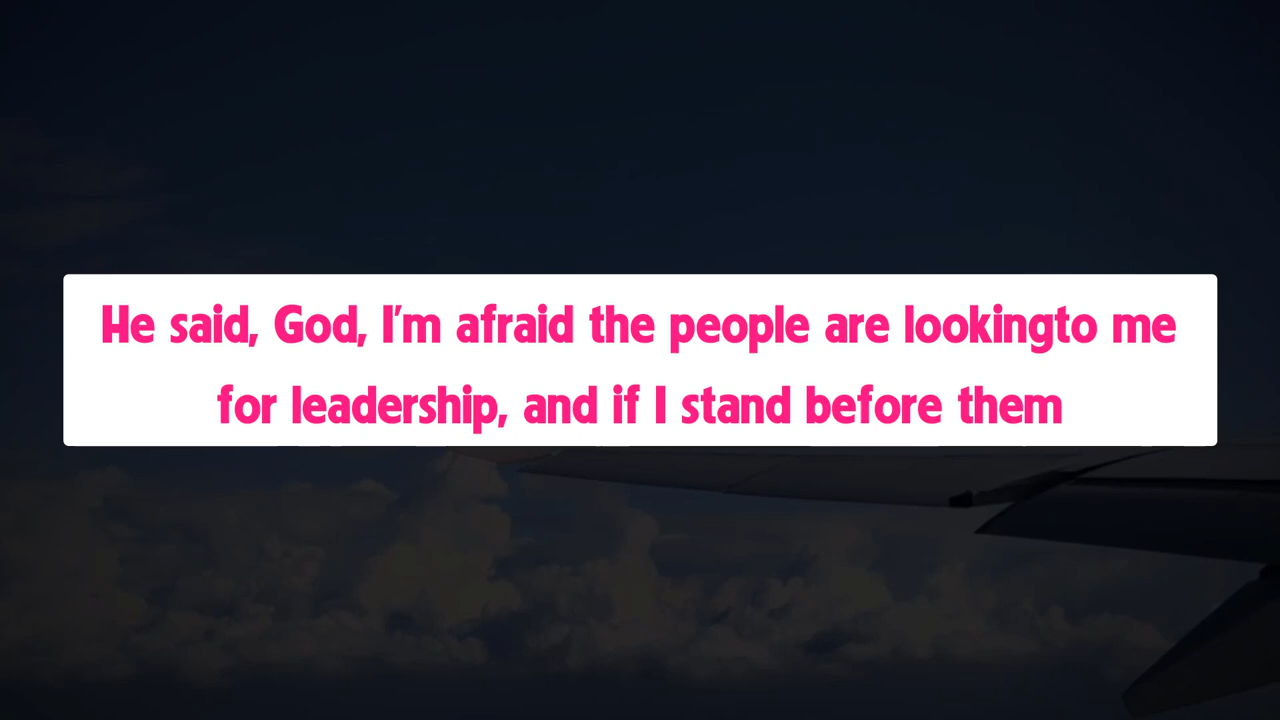 He said, God, I'm afraid the people are lookingto me
for leadership, and if I stand before them